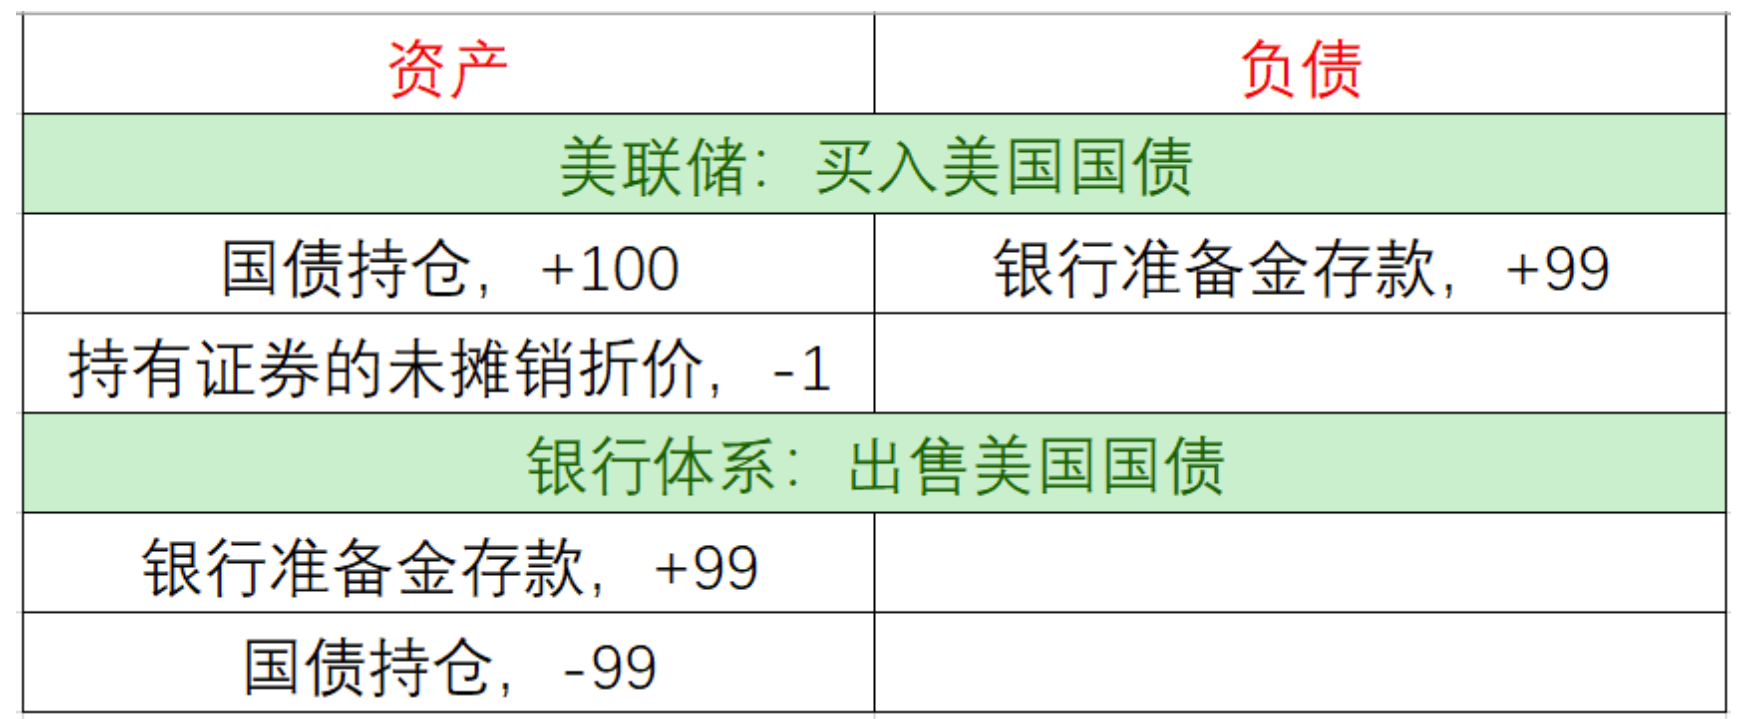 资产 负债
美联储：买入美国国债
国债持仓，+100 银行准备金存款，+99
持有证券的未摊销折价，-1
银行体系：出售美国国债
银行准备金存款，+99
国债持仓，-99